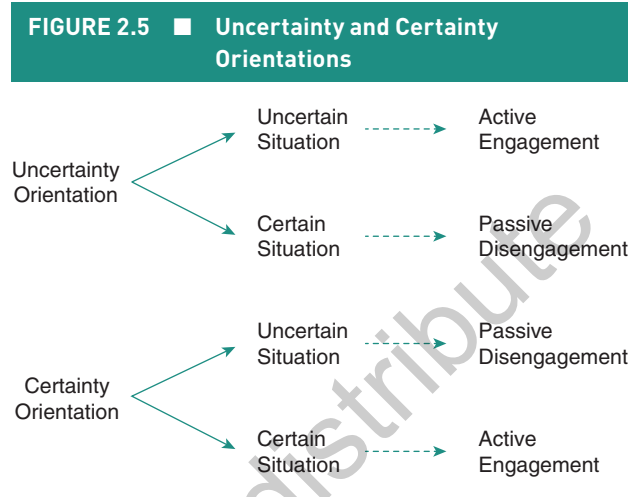 FIGURE 2.5 ■ Uncertainty and Certainty
Orientations
Uncertain
Situation
Active
Engagement
Uncertainty
Orientation
Certain
Situation
Passive
Disengagement
Uncertain
Situation
Passive
Disengagement
Certainty
Orientation
Certain
Situation
Active
Engagement
distribute